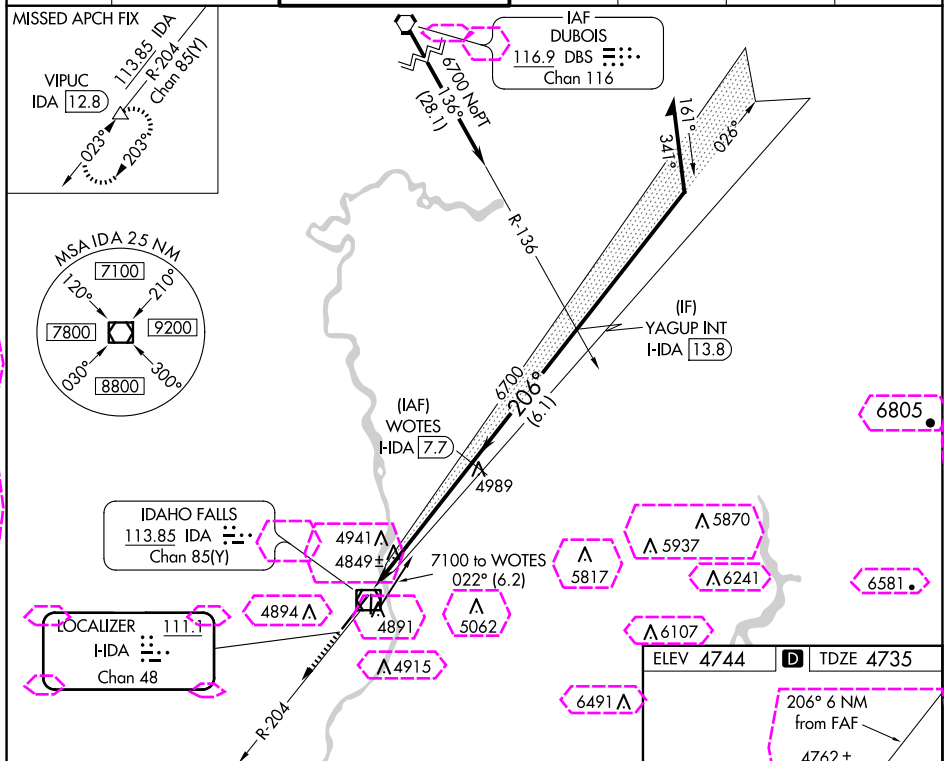 MISSED APCH FIX
VIPUC
IDA 12.8
113.85 IDA
R-204
Chan 85(Y)
023°
203°
IAF
DUBOIS
116.9 DBS
Chan 116
6700 NoPT
136°
(28.1)
R-136
161°
341°
026°
MSA IDA 25 NM
7100
120°
210°
7800
9200
030°
300°
8800
(IF)
YAGUP INT
I-IDA 13.8
6700
206°
(6.1)
(IAF)
WOTES
I-IDA 7.7
4989
6805
IDAHO FALLS
113.85 IDA
Chan 85(Y)
4941
4849±
7100 to WOTES
022° (6.2)
5870
5937
5817
6241
6581
4894
4891
5062
LOCALIZER 111.1
I-IDA
Chan 48
4915
6107
R-204
6491
ELEV 4744 D TDZE 4735
206° 6 NM
from FAF
4762±